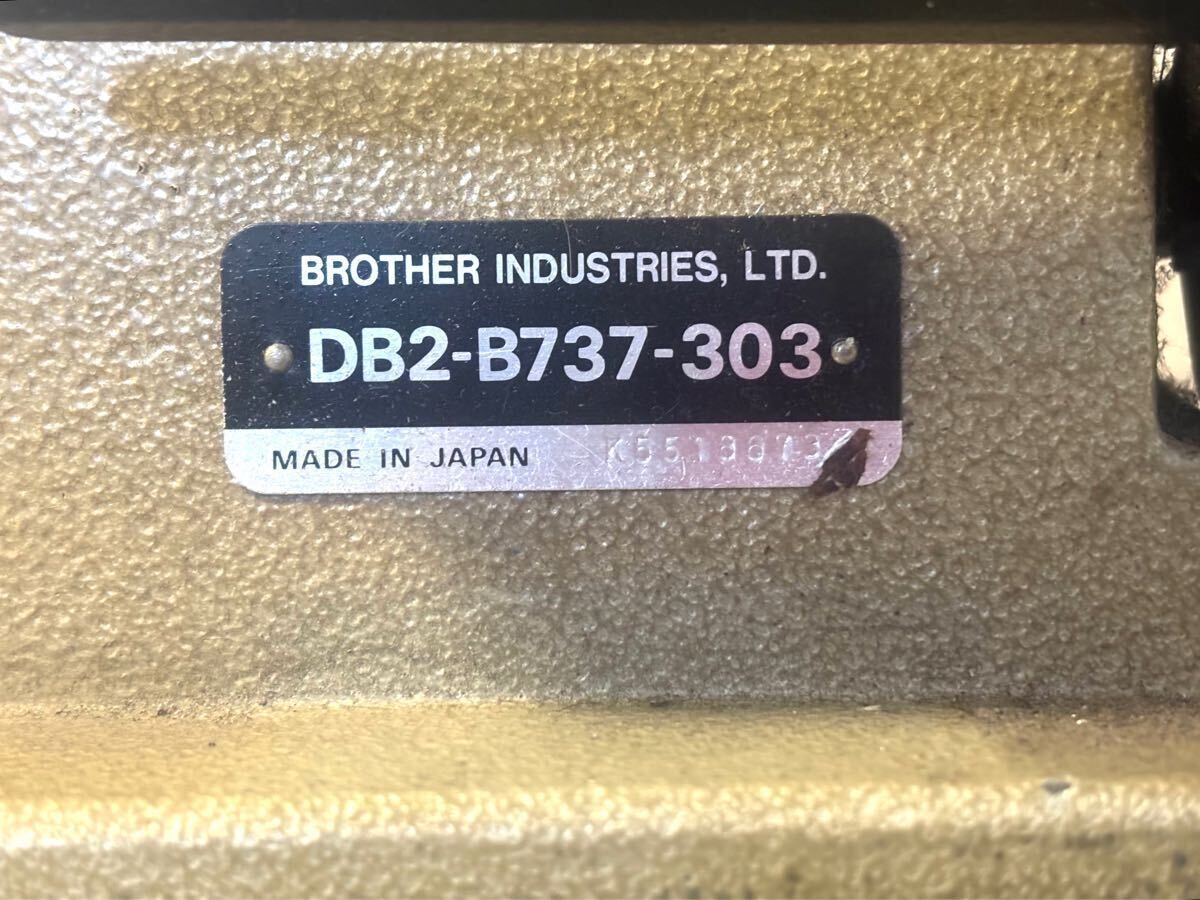 BROTHER INDUSTRIES, LTD.
DB2-B737-303
MADE IN JAPAN